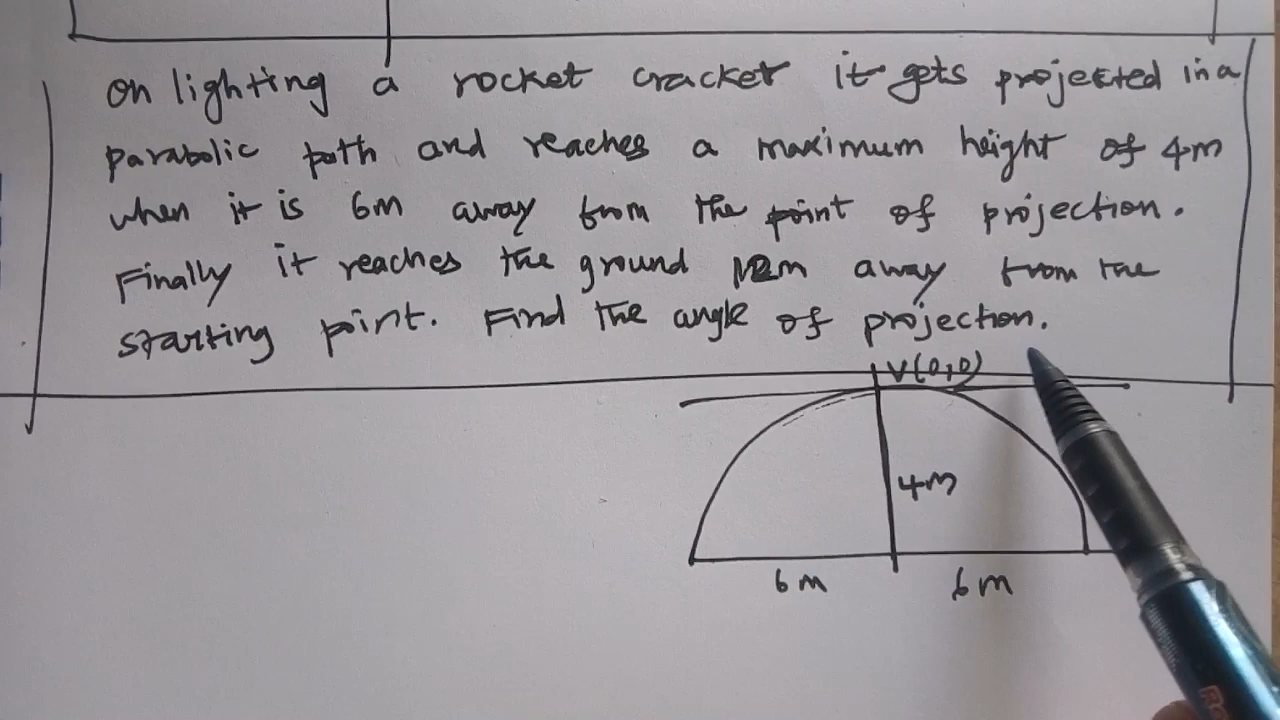 on lighting a rocket cracket it gets projected in a
parabolic path and reaches a maximum height of 4m
when it is 6m away from the point of projection.
Finally it reaches the ground 12m away from the
starting point. Find the angle of projection.
V(0,0)
4m
6m 6m